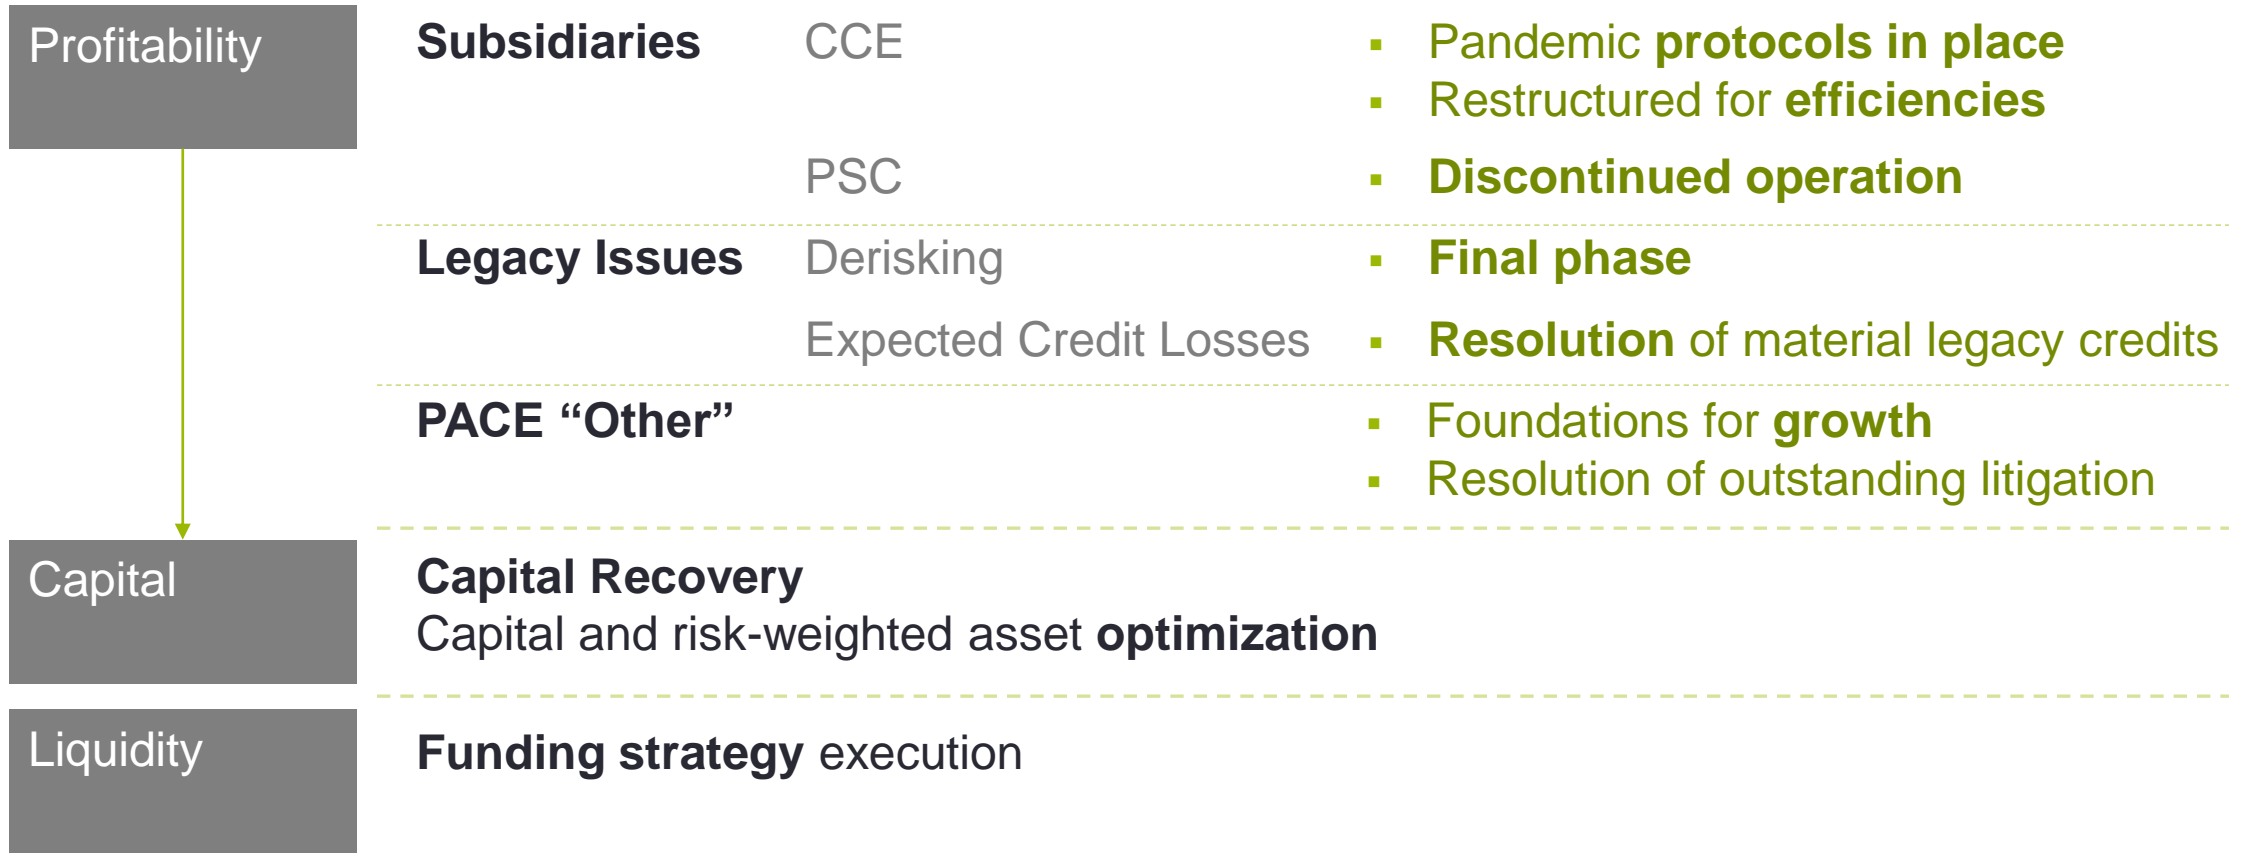 Profitability
Subsidiaries CCE ▪ Pandemic protocols in place
▪ Restructured for efficiencies
PSC ▪ Discontinued operation
Legacy Issues Derisking ▪ Final phase
Expected Credit Losses ▪ Resolution of material legacy credits
PACE “Other” ▪ Foundations for growth
▪ Resolution of outstanding litigation
Capital
Capital Recovery
Capital and risk-weighted asset optimization
Liquidity
Funding strategy execution